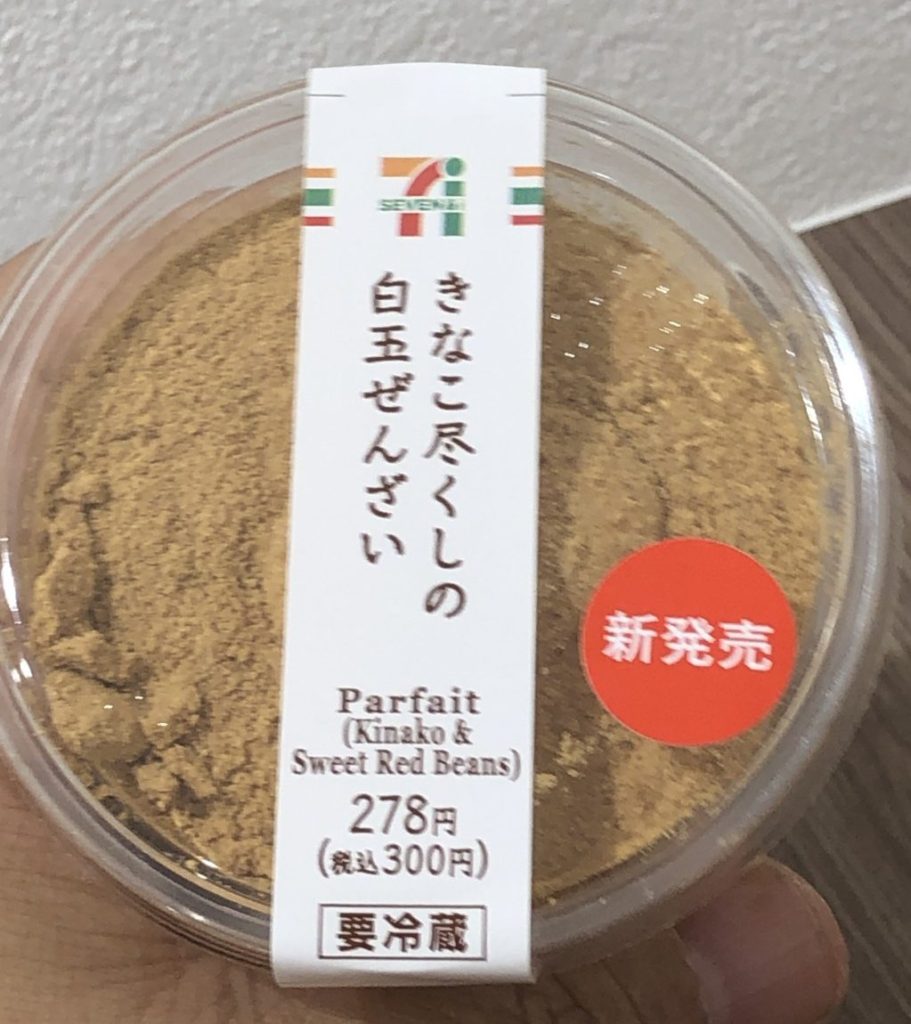 SEVEN&i
きなこ尽くしの
白玉ぜんざい
Parfait
(Kinako &
Sweet Red Beans)
278円
(税込300円)
要冷蔵
新発売